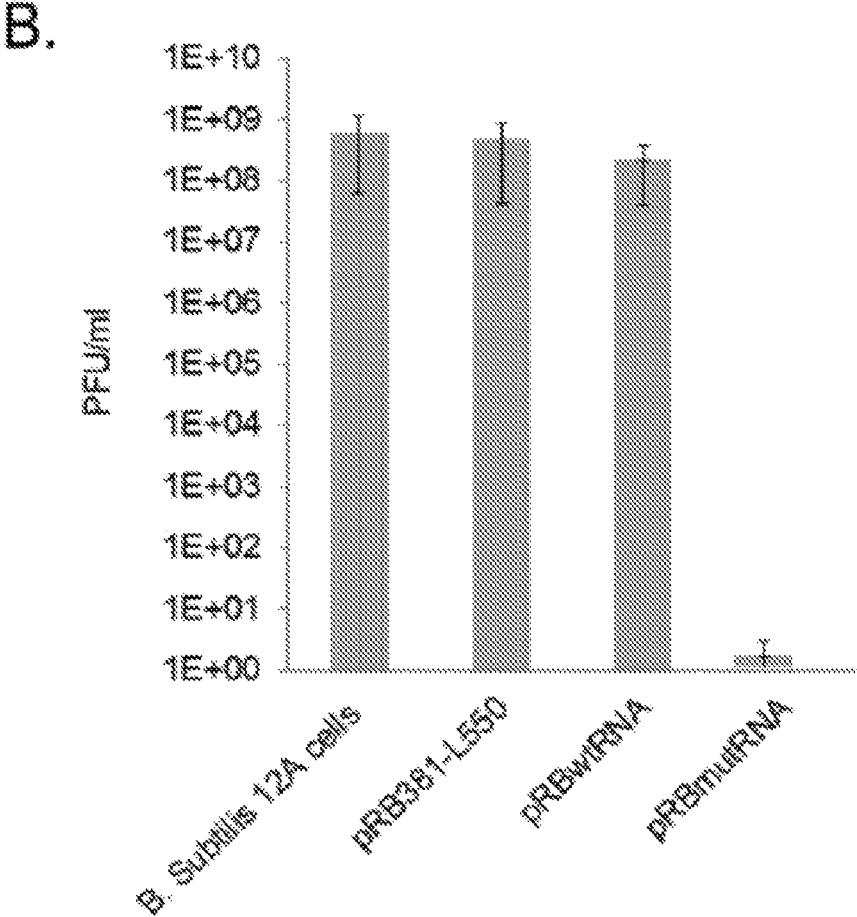 B.
1E+10
1E+09
1E+08
1E+07
1E+06
1E+05
1E+04
1E+03
1E+02
1E+01
1E+00
PFU/ml
B. Subtilis 12A cells
pRB381-L550
pRBwtRNA
pRBmutRNA